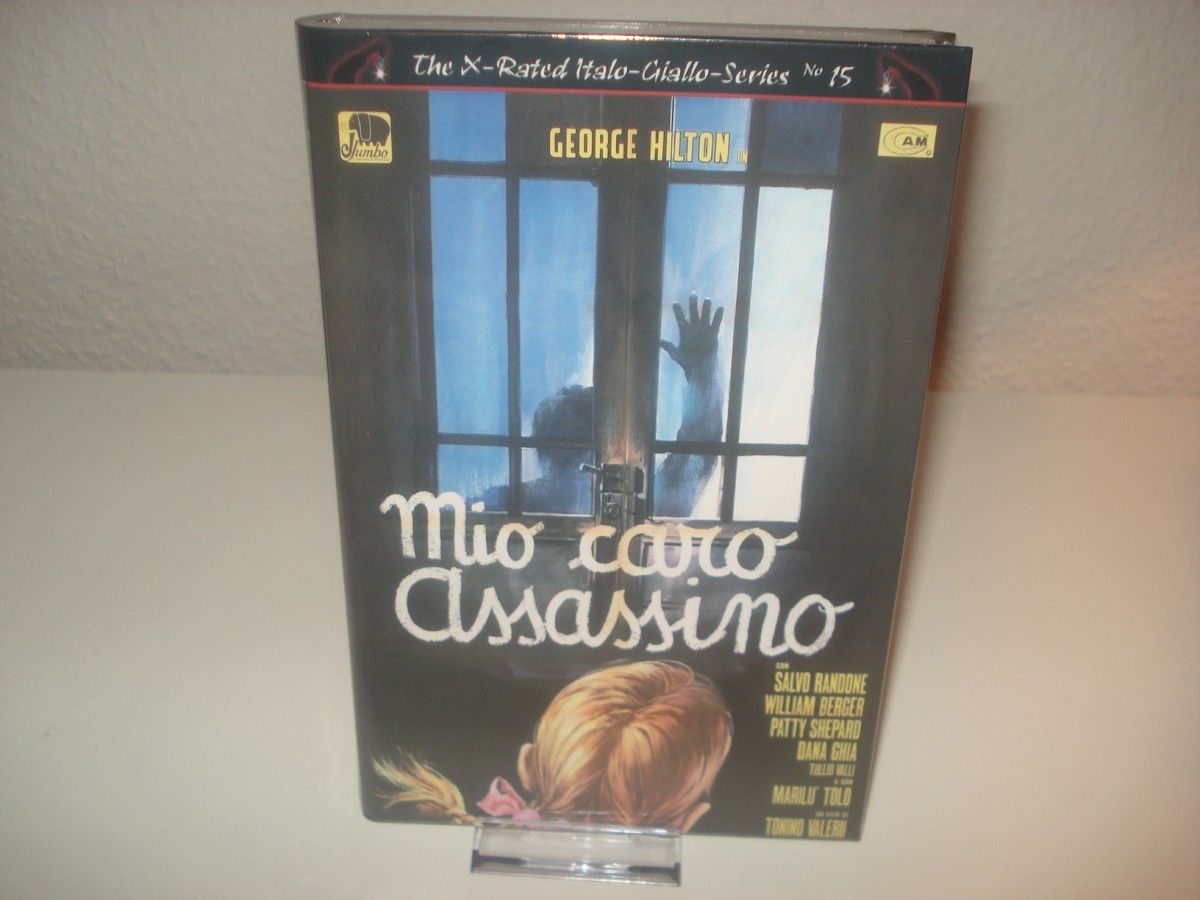 The X-Rated Italo-Giallo-Series No 15
Jumbo
GEORGE HILTON IN
AM
Mio caro
Assassino
CON
SALVO RANDONE
WILLIAM BERGER
PATTY SHEPARD
DANA GHIA
TULLIO VALLI
E CON
MARILU' TOLO
UN FILM DI
TONINO VALERII